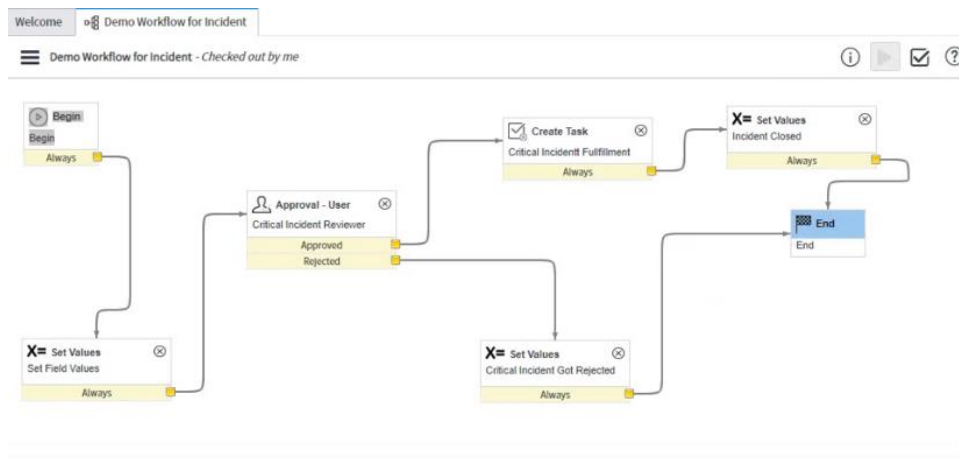 Welcome
Demo Workflow for Incident
Demo Workflow for Incident - Checked out by me
Begin
Begin
Always
Create Task
Critical Incidentt Fullfillment
Always
X= Set Values
Incident Closed
Always
Approval - User
Critical Incident Reviewer
Approved
Rejected
End
End
X= Set Values
Set Field Values
Always
X= Set Values
Critical Incident Got Rejected
Always